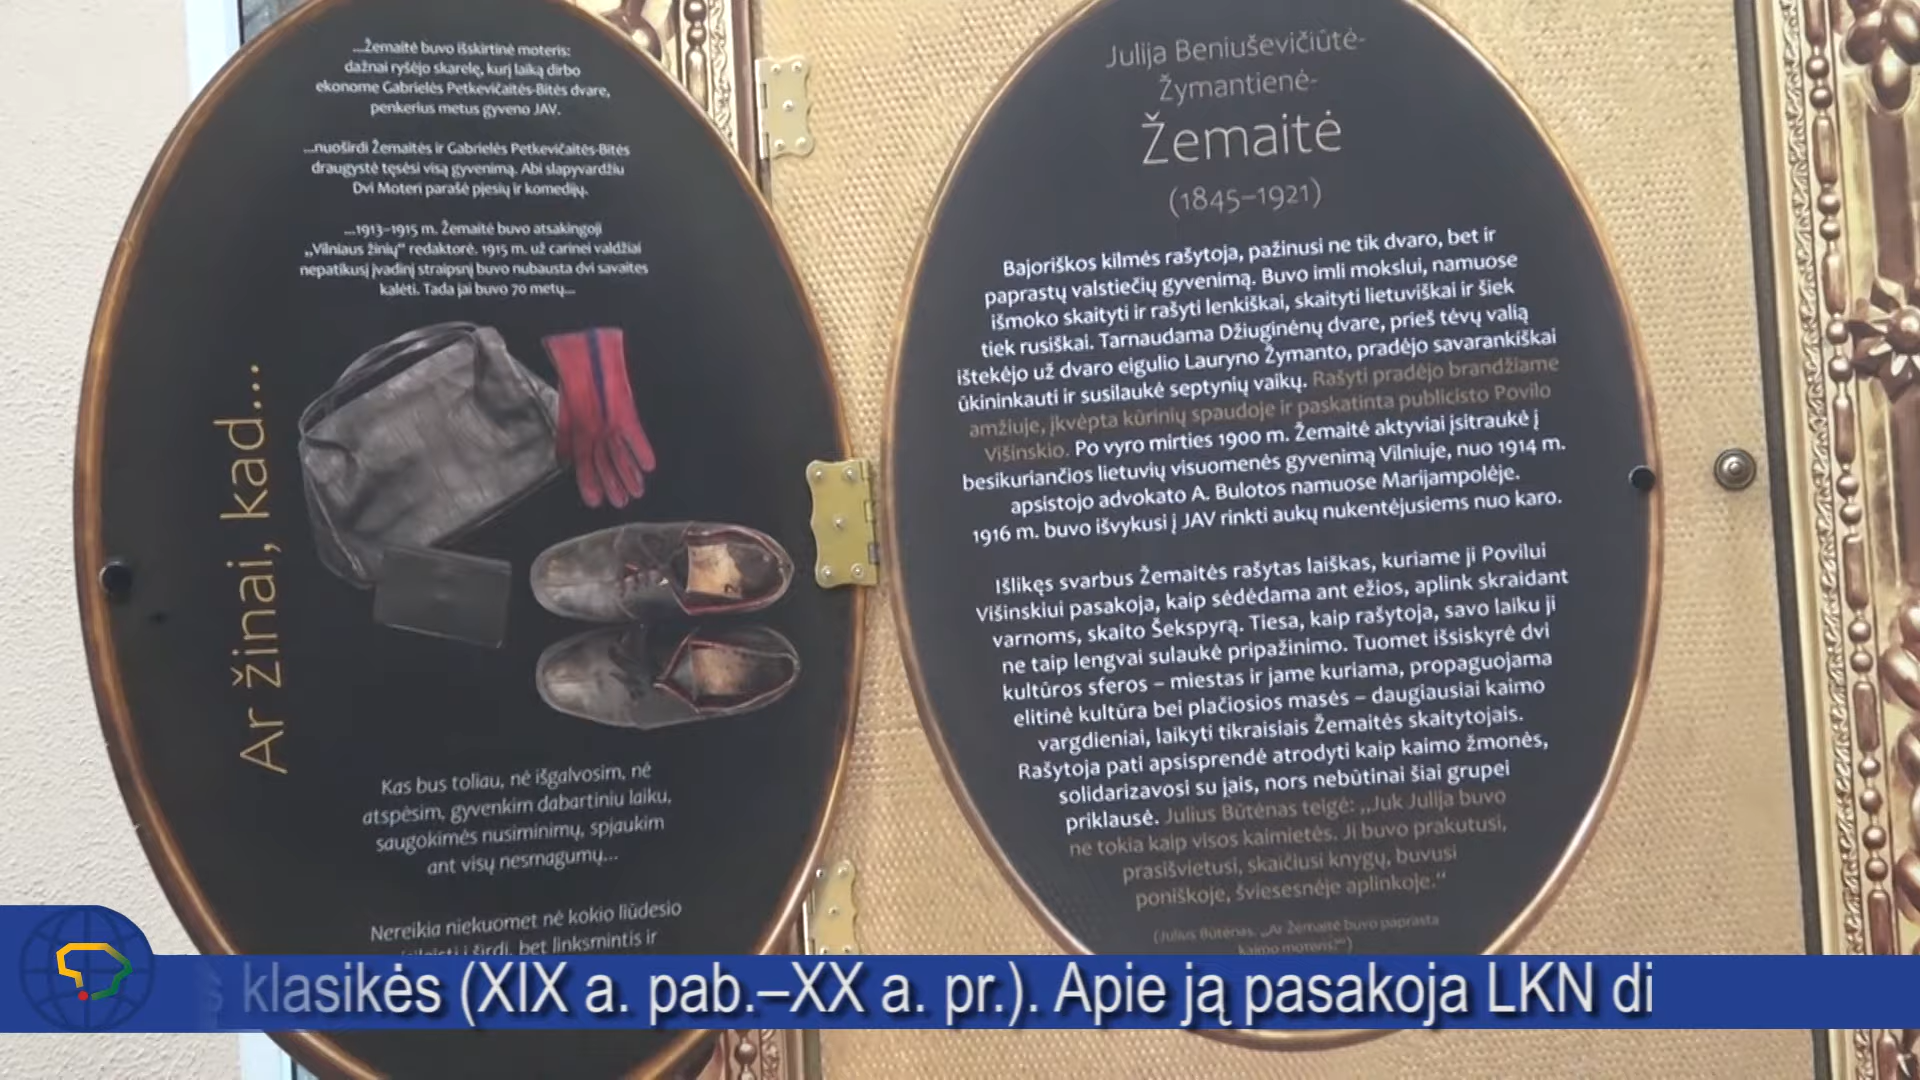 ...Žemaitė buvo išskirtinė moteris:
dažnai ryšėjo skarelę, kurį laiką dirbo
ekonome Gabrielės Petkevičaitės-Bitės dvare,
penkerius metus gyveno JAV.
...nuoširdi Žemaitės ir Gabrielės Petkevičaitės-Bitės
draugystė tęsėsi visą gyvenimą. Abi slapyvardžiu
Dvi Moteri parašė pjesių ir komedijų.
...1913–1915 m. Žemaitė buvo atsakingoji
„Vilniaus žinių“ redaktorė. 1915 m. už carinei valdžiai
nepatikusį įvadinį straipsnį buvo nubausta dvi savaites
kalėti. Tada jai buvo 70 metų...
Ar žinai, kad...
Kas bus toliau, nė išgalvosim, nė
atspėsim, gyvenkim dabartiniu laiku,
saugokimės nusiminimų, spjaukim
ant visų nesmagumų...
Nereikia niekuomet nė kokio liūdesio
į širdį, bet linksmintis ir
Julija Beniuševičiūtė-
Žymantienė-
Žemaitė
(1845–1921)
Bajoriškos kilmės rašytoja, pažinusi ne tik dvaro, bet ir
paprastų valstiečių gyvenimą. Buvo imli mokslui, namuose
išmoko skaityti ir rašyti lenkiškai, skaityti lietuviškai ir šiek
tiek rusiškai. Tarnaudama Džiuginėnų dvare, prieš tėvų valią
ištekėjo už dvaro eigulio Lauryno Žymanto, pradėjo savarankiškai
ūkininkauti ir susilaukė septynių vaikų. Rašyti pradėjo brandžiame
amžiuje, įkvėpta kūrinių spaudoje ir paskatinta publicisto Povilo
Višinskio. Po vyro mirties 1900 m. Žemaitė aktyviai įsitraukė į
besikuriančios lietuvių visuomenės gyvenimą Vilniuje, nuo 1914 m.
apsistojo advokato A. Bulotos namuose Marijampolėje.
1916 m. buvo išvykusi į JAV rinkti aukų nukentėjusiems nuo karo.
Išlikęs svarbus Žemaitės rašytas laiškas, kuriame ji Povilui
Višinskiui pasakoja, kaip sėdėdama ant ežios, aplink skraidant
varnoms, skaito Šekspyrą. Tiesa, kaip rašytoja, savo laiku ji
ne taip lengvai sulaukė pripažinimo. Tuomet išsiskyrė dvi
kultūros sferos – miestas ir jame kuriama, propaguojama
elitinė kultūra bei plačiosios masės – daugiausiai kaimo
vargdieniai, laikyti tikraisiais Žemaitės skaitytojais.
Rašytoja pati apsisprendė atrodyti kaip kaimo žmonės,
solidarizavosi su jais, nors nebūtinai šiai grupei
priklausė. Julius Būtėnas teigė: „Juk Julija buvo
ne tokia kaip visos kaimietės. Ji buvo prakutusi,
prasišvietusi, skaičiusi knygų, buvusi
poniškoje, šviesesnėje aplinkoje.“
(Julius Būtėnas. „Ar Žemaitė buvo paprasta
kaimo moteris?“)
s klasikės (XIX a. pab.–XX a. pr.). Apie ją pasakoja LKN di